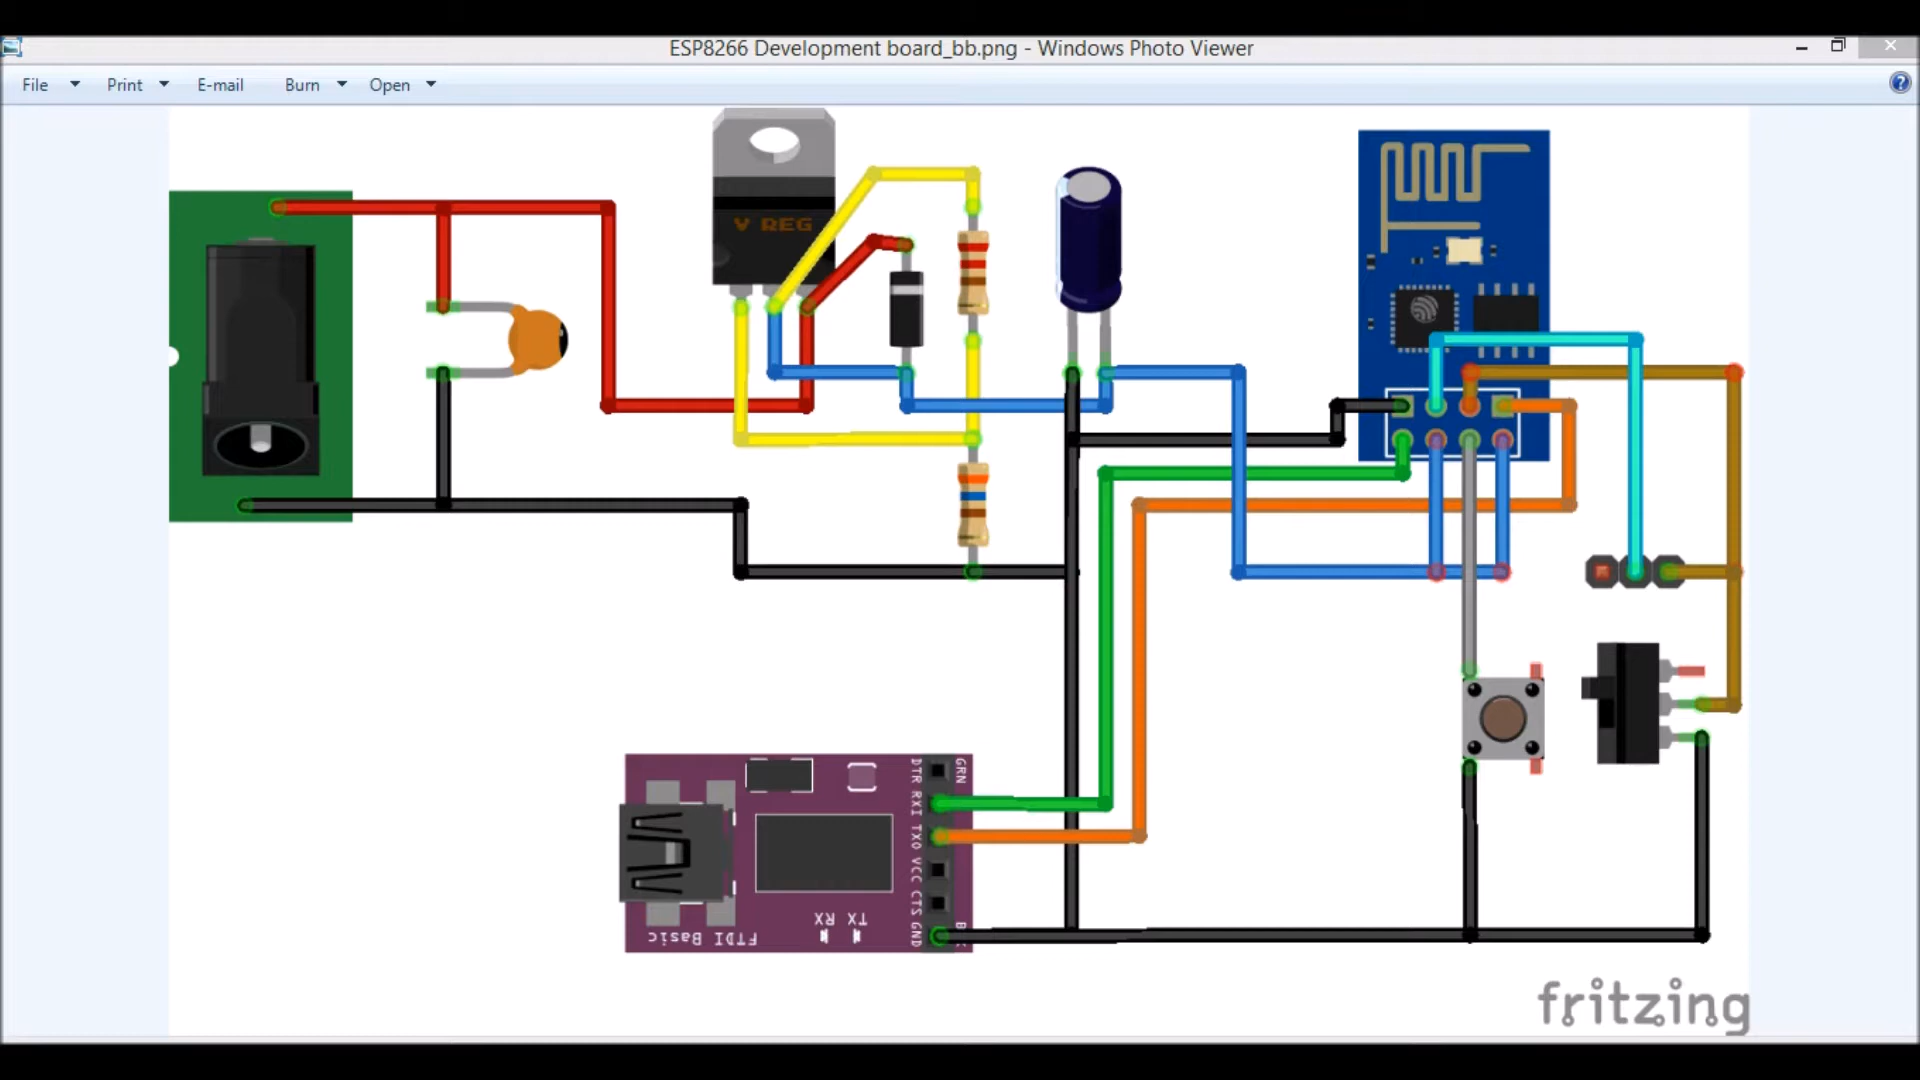 ESP8266 Development board_bb.png - Windows Photo Viewer
File Print E-mail Burn Open
V REG
DTR RXI TXO VCC CTS GND
GRN
TX RX
FTDI Basic
fritzing